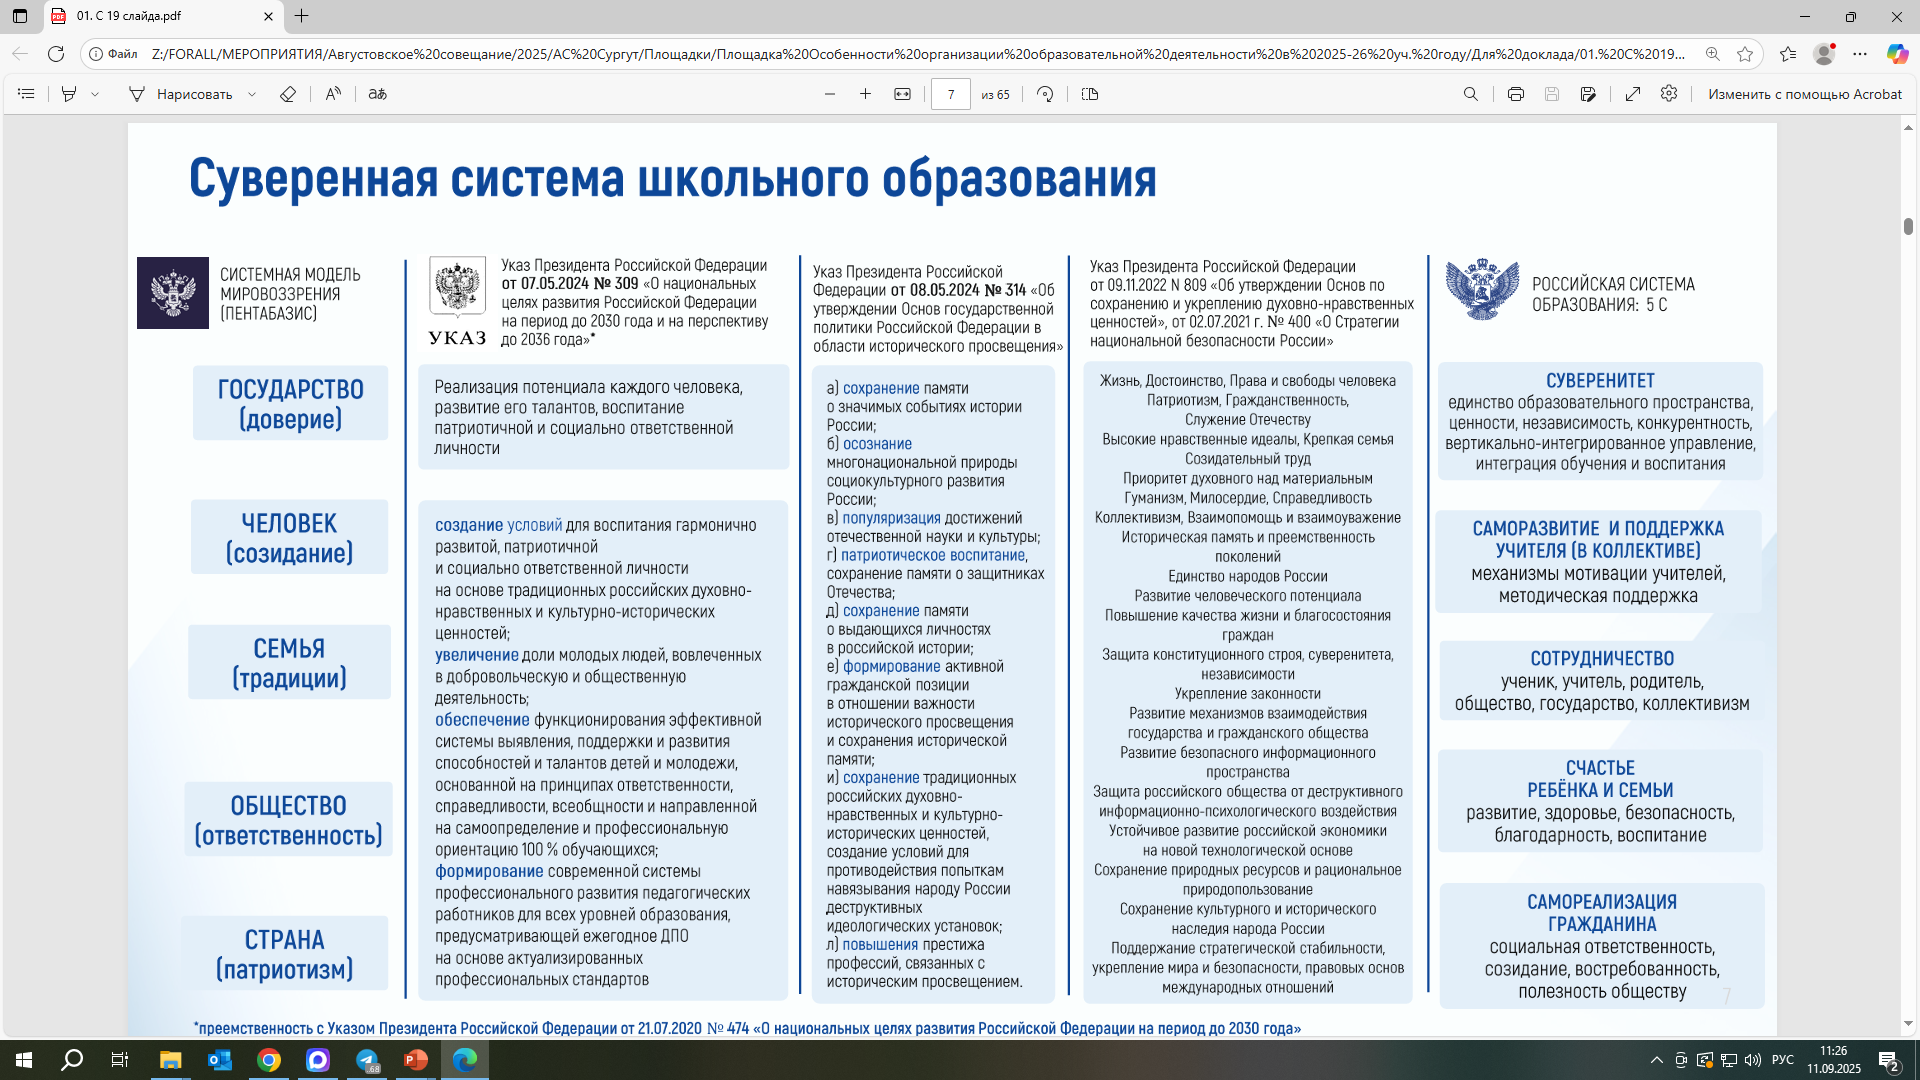 01. С 19 слайда.pdf
Файл
Z:/FORALL/МЕРОПРИЯТИЯ/Августовское%20совещание/2025/АС%20Сургут/Площадки/Площадка%20Особенности%20организации%20образовательной%20деятельности%20в%202025-26%20уч.%20году/Для%20доклада/01.%20С%2019...
Нарисовать
7
из 65
Изменить с помощью Acrobat
Суверенная система школьного образования
СИСТЕМНАЯ МОДЕЛЬ
МИРОВОЗЗРЕНИЯ
(ПЕНТАБАЗИС)
ГОСУДАРСТВО
(доверие)
ЧЕЛОВЕК
(созидание)
СЕМЬЯ
(традиции)
ОБЩЕСТВО
(ответственность)
СТРАНА
(патриотизм)
УКАЗ
Указ Президента Российской Федерации
от 07.05.2024 № 309 «О национальных
целях развития Российской Федерации
на период до 2030 года и на перспективу
до 2036 года»*
Реализация потенциала каждого человека,
развитие его талантов, воспитание
патриотичной и социально ответственной
личности
создание условий для воспитания гармонично
развитой, патриотичной
и социально ответственной личности
на основе традиционных российских духовно-
нравственных и культурно-исторических
ценностей;
увеличение доли молодых людей, вовлеченных
в добровольческую и общественную
деятельность;
обеспечение функционирования эффективной
системы выявления, поддержки и развития
способностей и талантов детей и молодежи,
основанной на принципах ответственности,
справедливости, всеобщности и направленной
на самоопределение и профессиональную
ориентацию 100 % обучающихся;
формирование современной системы
профессионального развития педагогических
работников для всех уровней образования,
предусматривающей ежегодное ДПО
на основе актуализированных
профессиональных стандартов
Указ Президента Российской
Федерации от 08.05.2024 № 314 «Об
утверждении Основ государственной
политики Российской Федерации в
области исторического просвещения»
а) сохранение памяти
о значимых событиях истории
России;
б) осознание
многонациональной природы
социокультурного развития
России;
в) популяризация достижений
отечественной науки и культуры;
г) патриотическое воспитание,
сохранение памяти о защитниках
Отечества;
д) сохранение памяти
о выдающихся личностях
в российской истории;
е) формирование активной
гражданской позиции
в отношении важности
исторического просвещения
и сохранения исторической
памяти;
и) сохранение традиционных
российских духовно-
нравственных и культурно-
исторических ценностей,
создание условий для
противодействия попыткам
навязывания народу России
деструктивных
идеологических установок;
л) повышения престижа
профессий, связанных с
историческим просвещением.
Указ Президента Российской Федерации
от 09.11.2022 N 809 «Об утверждении Основ по
сохранению и укреплению духовно-нравственных
ценностей», от 02.07.2021 г. № 400 «О Стратегии
национальной безопасности России»
Жизнь, Достоинство, Права и свободы человека
Патриотизм, Гражданственность,
Служение Отечеству
Высокие нравственные идеалы, Крепкая семья
Созидательный труд
Приоритет духовного над материальным
Гуманизм, Милосердие, Справедливость
Коллективизм, Взаимопомощь и взаимоуважение
Историческая память и преемственность
поколений
Единство народов России
Развитие человеческого потенциала
Повышение качества жизни и благосостояния
граждан
Защита конституционного строя, суверенитета,
независимости
Укрепление законности
Развитие механизмов взаимодействия
государства и гражданского общества
Развитие безопасного информационного
пространства
Защита российского общества от деструктивного
информационно-психологического воздействия
Устойчивое развитие российской экономики
на новой технологической основе
Сохранение природных ресурсов и рациональное
природопользование
Сохранение культурного и исторического
наследия народа России
Поддержание стратегической стабильности,
укрепление мира и безопасности, правовых основ
международных отношений
РОССИЙСКАЯ СИСТЕМА
ОБРАЗОВАНИЯ: 5 С
СУВЕРЕНИТЕТ
единство образовательного пространства,
ценности, независимость, конкурентность,
вертикально-интегрированное управление,
интеграция обучения и воспитания
САМОРАЗВИТИЕ И ПОДДЕРЖКА
УЧИТЕЛЯ (В КОЛЛЕКТИВЕ)
механизмы мотивации учителей,
методическая поддержка
СОТРУДНИЧЕСТВО
ученик, учитель, родитель,
общество, государство, коллективизм
СЧАСТЬЕ
РЕБЁНКА И СЕМЬИ
развитие, здоровье, безопасность,
благодарность, воспитание
САМОРЕАЛИЗАЦИЯ
ГРАЖДАНИНА
социальная ответственность,
созидание, востребованность,
полезность обществу
7
*преемственность с Указом Президента Российской Федерации от 21.07.2020 № 474 «О национальных целях развития Российской Федерации на период до 2030 года»
РУС
11:26
11.09.2025
2